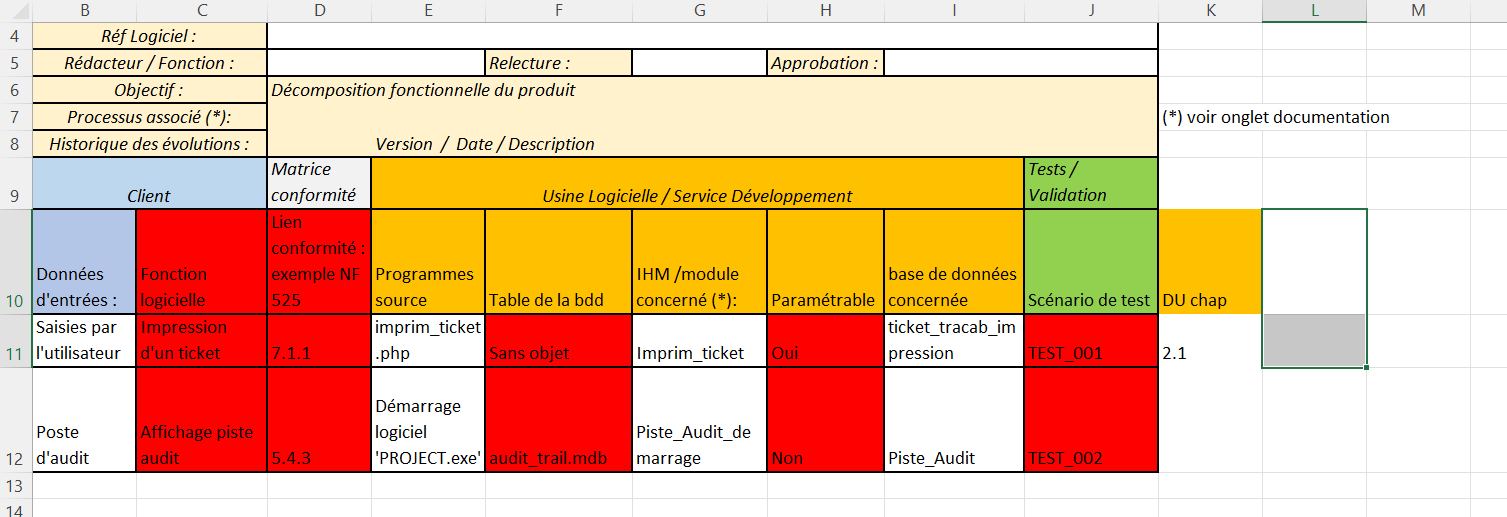 B C D E F G H I J K L M
4 Réf Logiciel :
5 Rédacteur / Fonction : Relecture : Approbation :
6 Objectif : Décomposition fonctionnelle du produit
7 Processus associé (*): (*) voir onglet documentation
8 Historique des évolutions : Version / Date / Description
9 Client Matrice conformité Usine Logicielle / Service Développement Tests / Validation
10 Données d'entrées : Fonction logicielle Lien conformité : exemple NF 525 Programmes source Table de la bdd IHM /module concerné (*): Paramétrable base de données concernée Scénario de test DU chap
11 Saisies par l'utilisateur Impression d'un ticket 7.1.1 imprim_ticket.php Sans objet Imprim_ticket Oui ticket_tracab_impression TEST_001 2.1
12 Poste d'audit Affichage piste audit 5.4.3 Démarrage logiciel 'PROJECT.exe' audit_trail.mdb Piste_Audit_demarrage Non Piste_Audit TEST_002
13
14